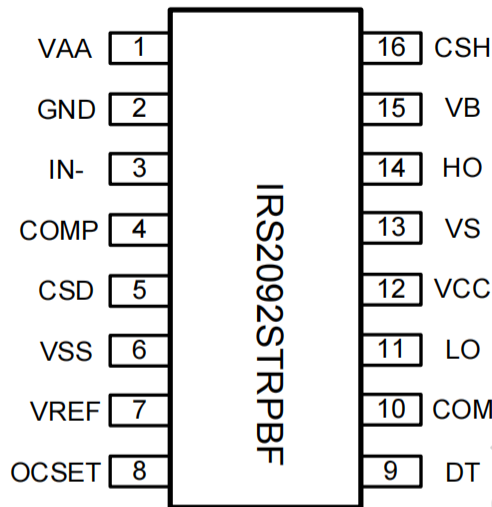 VAA 1 16 CSH
GND 2 15 VB
IN- 3 14 HO
COMP 4 13 VS
CSD 5 12 VCC
VSS 6 11 LO
VREF 7 10 COM
OCSET 8 9 DT
IRS2092STRPBF